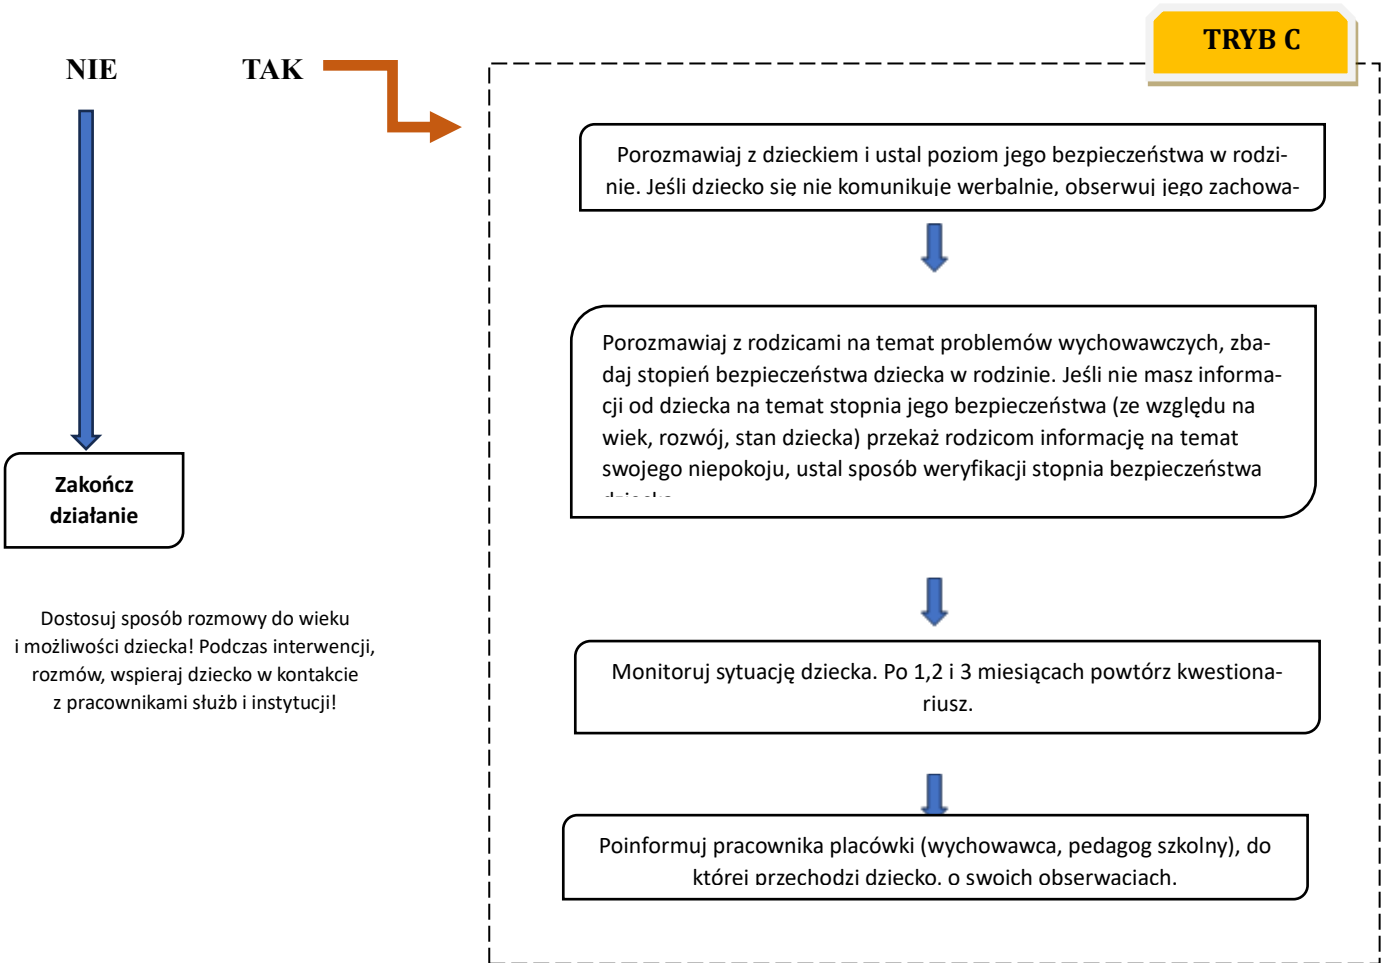 NIE
TAK
TRYB C
Porozmawiaj z dzieckiem i ustal poziom jego bezpieczeństwa w rodzi-
nie. Jeśli dziecko się nie komunikuje werbalnie, obserwuj jego zachowa-
Porozmawiaj z rodzicami na temat problemów wychowawczych, zba-
daj stopień bezpieczeństwa dziecka w rodzinie. Jeśli nie masz informa-
cji od dziecka na temat stopnia jego bezpieczeństwa (ze względu na
wiek, rozwój, stan dziecka) przekaż rodzicom informację na temat
swojego niepokoju, ustal sposób weryfikacji stopnia bezpieczeństwa
Zakończ
działanie
Dostosuj sposób rozmowy do wieku
i możliwości dziecka! Podczas interwencji,
rozmów, wspieraj dziecko w kontakcie
z pracownikami służb i instytucji!
Monitoruj sytuację dziecka. Po 1,2 i 3 miesiącach powtórz kwestiona-
riusz.
Poinformuj pracownika placówki (wychowawca, pedagog szkolny), do
której przechodzi dziecko, o swoich obserwacjach.